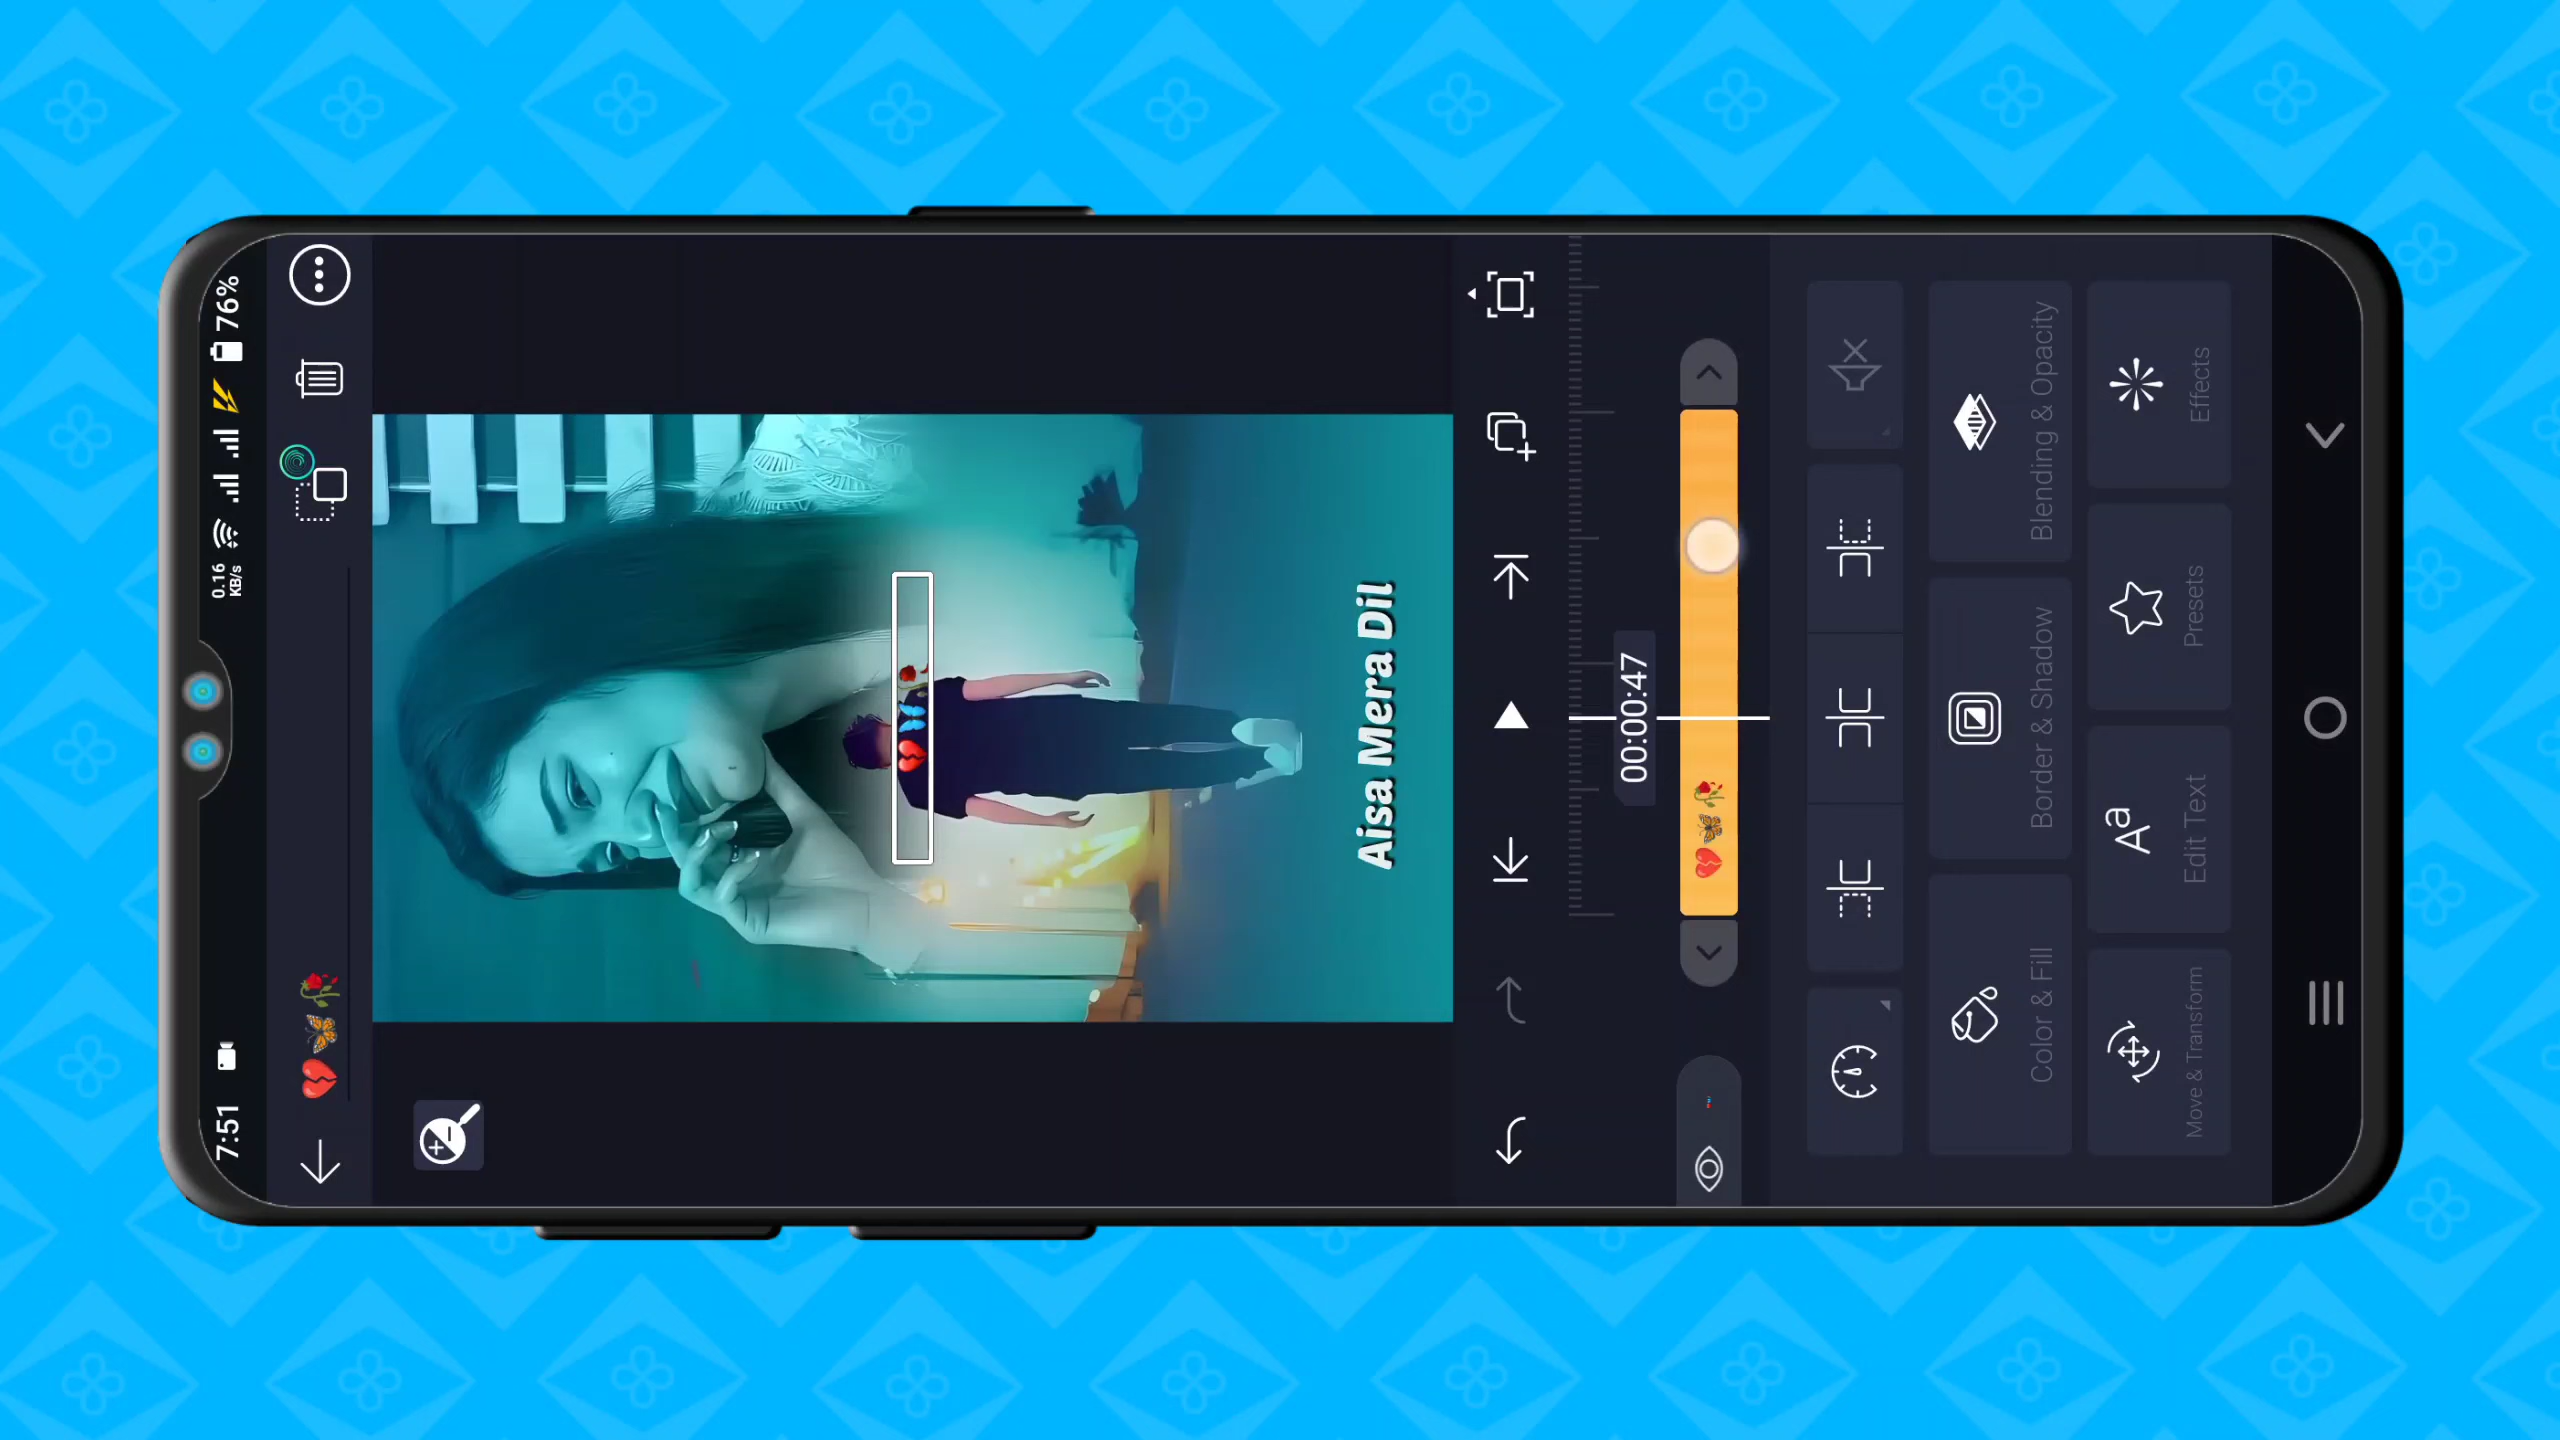 7:51
0.16
KB/s
76%
💔🦋🥀
Aisa Mera Dil
00:00:47
💔🦋🥀
Color & Fill
Border & Shadow
Blending & Opacity
Move & Transform
Edit Text
Aa
Presets
Effects